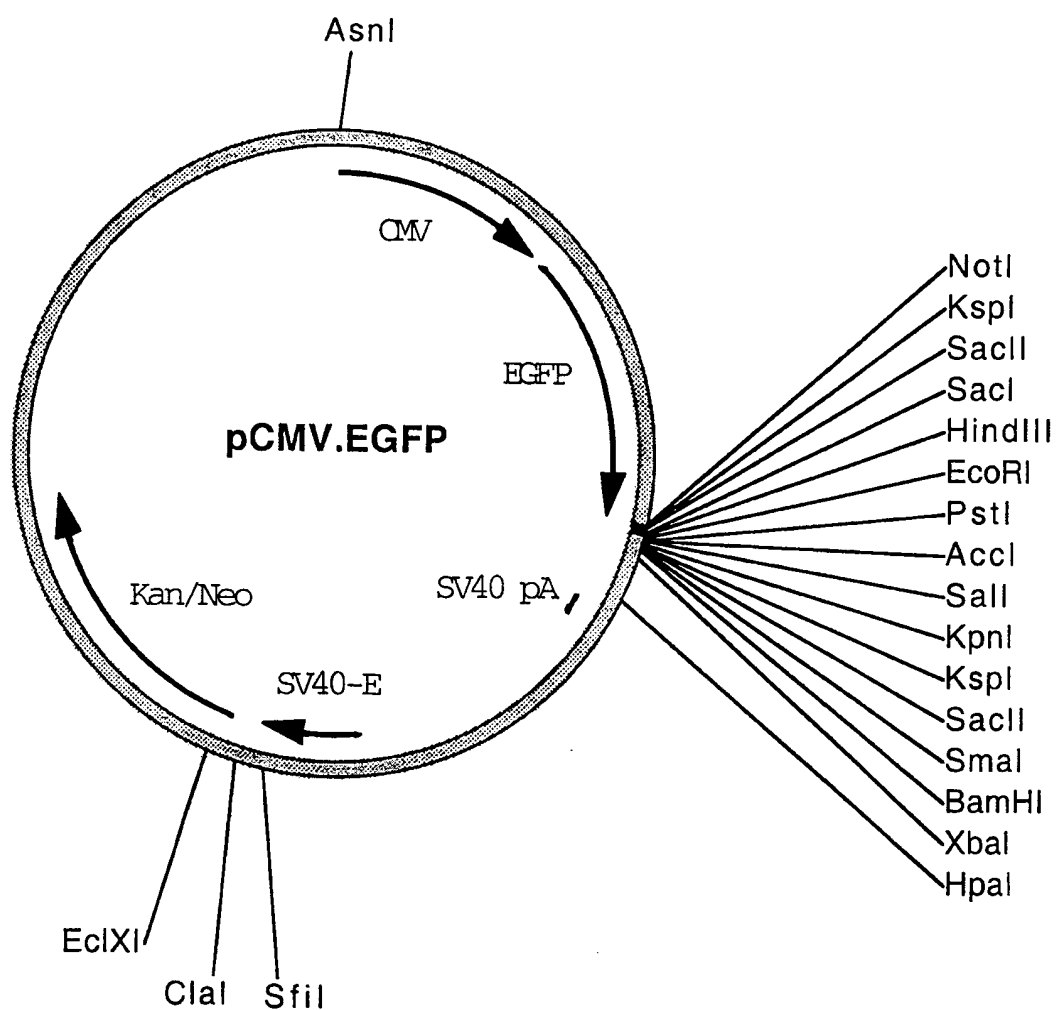 AsnI
CMV
NotI
KspI
SacII
EGFP
SacI
HindIII
pCMV.EGFP
EcoRI
PstI
AccI
Kan/Neo
SV40 pA
SalI
KpnI
SV40-E
KspI
SacII
SmaI
BamHI
XbaI
HpaI
EclXI
ClaI
SfiI